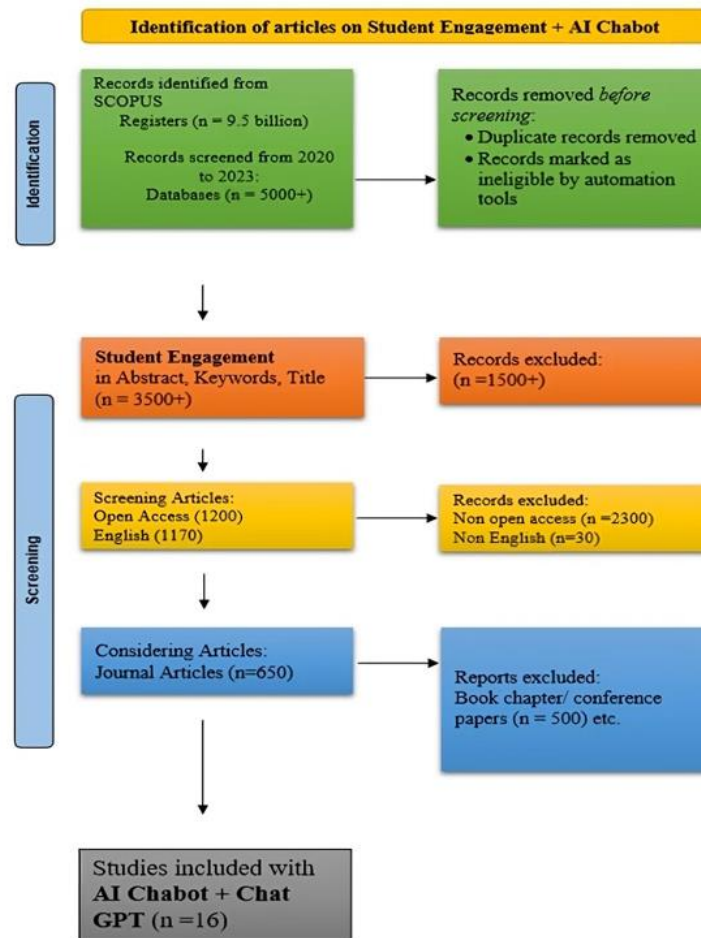 Identification of articles on Student Engagement + AI Chabot
Identification
Records identified from
SCOPUS
Registers (n = 9.5 billion)
Records screened from 2020
to 2023:
Databases (n = 5000+)
Records removed before
screening:
• Duplicate records removed
• Records marked as
ineligible by automation
tools
Screening
Student Engagement
in Abstract, Keywords, Title
(n = 3500+)
Records excluded:
(n =1500+)
Screening Articles:
Open Access (1200)
English (1170)
Records excluded:
Non open access (n =2300)
Non English (n=30)
Considering Articles:
Journal Articles (n=650)
Reports excluded:
Book chapter/ conference
papers (n = 500) etc.
Studies included with
AI Chabot + Chat
GPT (n =16)